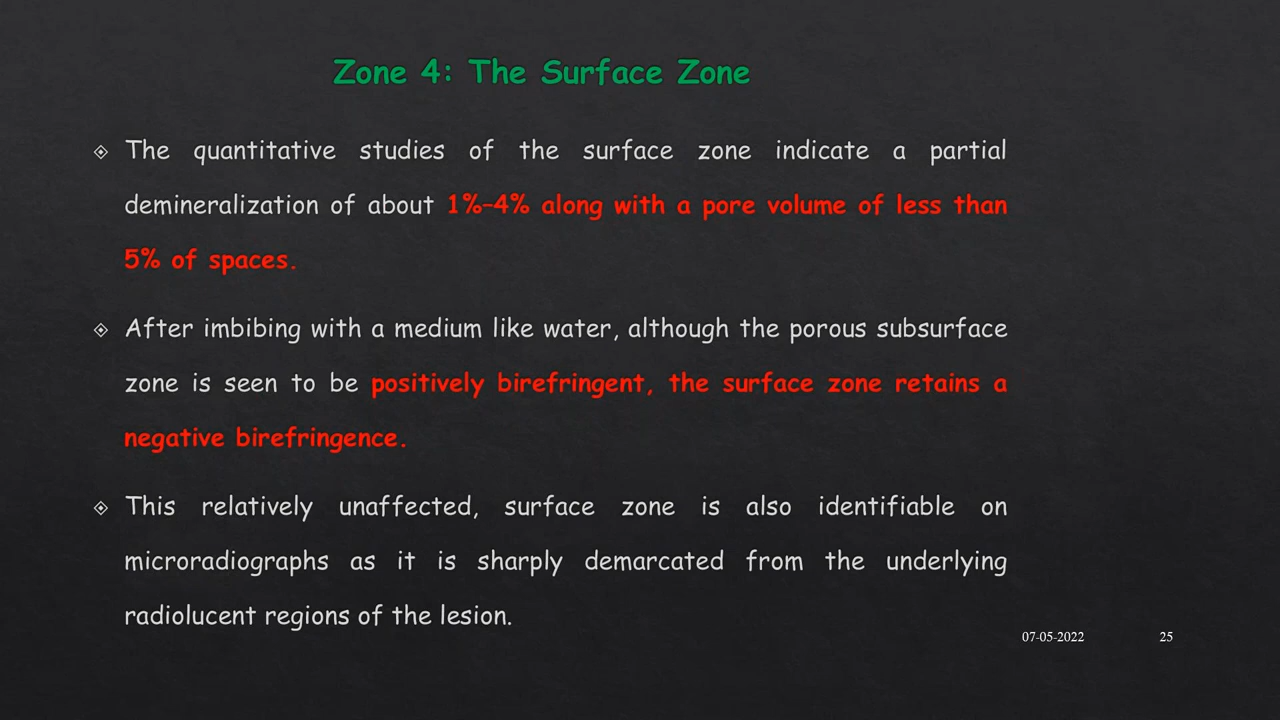 Zone 4: The Surface Zone
The quantitative studies of the surface zone indicate a partial
demineralization of about 1%–4% along with a pore volume of less than
5% of spaces.
After imbibing with a medium like water, although the porous subsurface
zone is seen to be positively birefringent, the surface zone retains a
negative birefringence.
This relatively unaffected, surface zone is also identifiable on
microradiographs as it is sharply demarcated from the underlying
radiolucent regions of the lesion.
07-05-2022 25